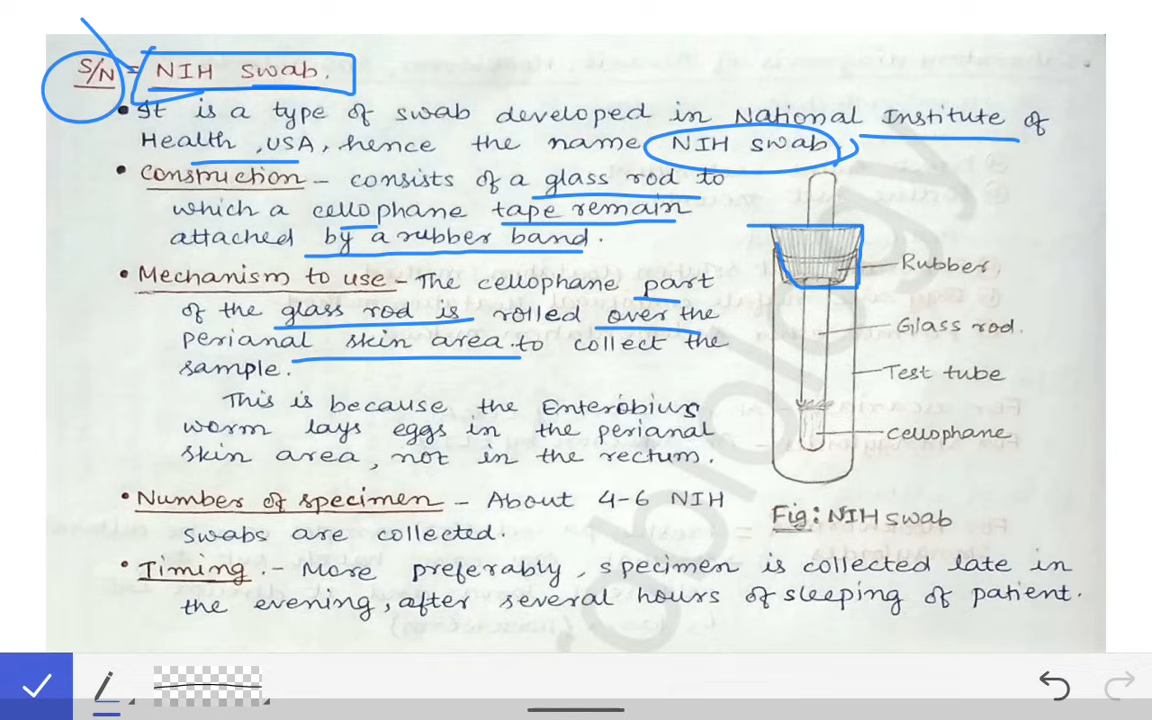 S/N = NIH Swab.
• It is a type of swab developed in National Institute of
Health, USA, hence the name NIH swab.
• Construction - consists of a glass rod to
which a cellophane tape remain
attached by a rubber band.
• Mechanism to use - The cellophane part
of the glass rod is rolled over the
perianal skin area to collect the
sample.
This is because the Enterobius
worm lays eggs in the perianal
skin area, not in the rectum.
• Number of specimen - About 4-6 NIH
swabs are collected.
• Timing. - More preferably, specimen is collected late in
the evening, after several hours of sleeping of patient.
Rubber
Glass rod.
Test tube
Cellophane
Fig: NIH swab